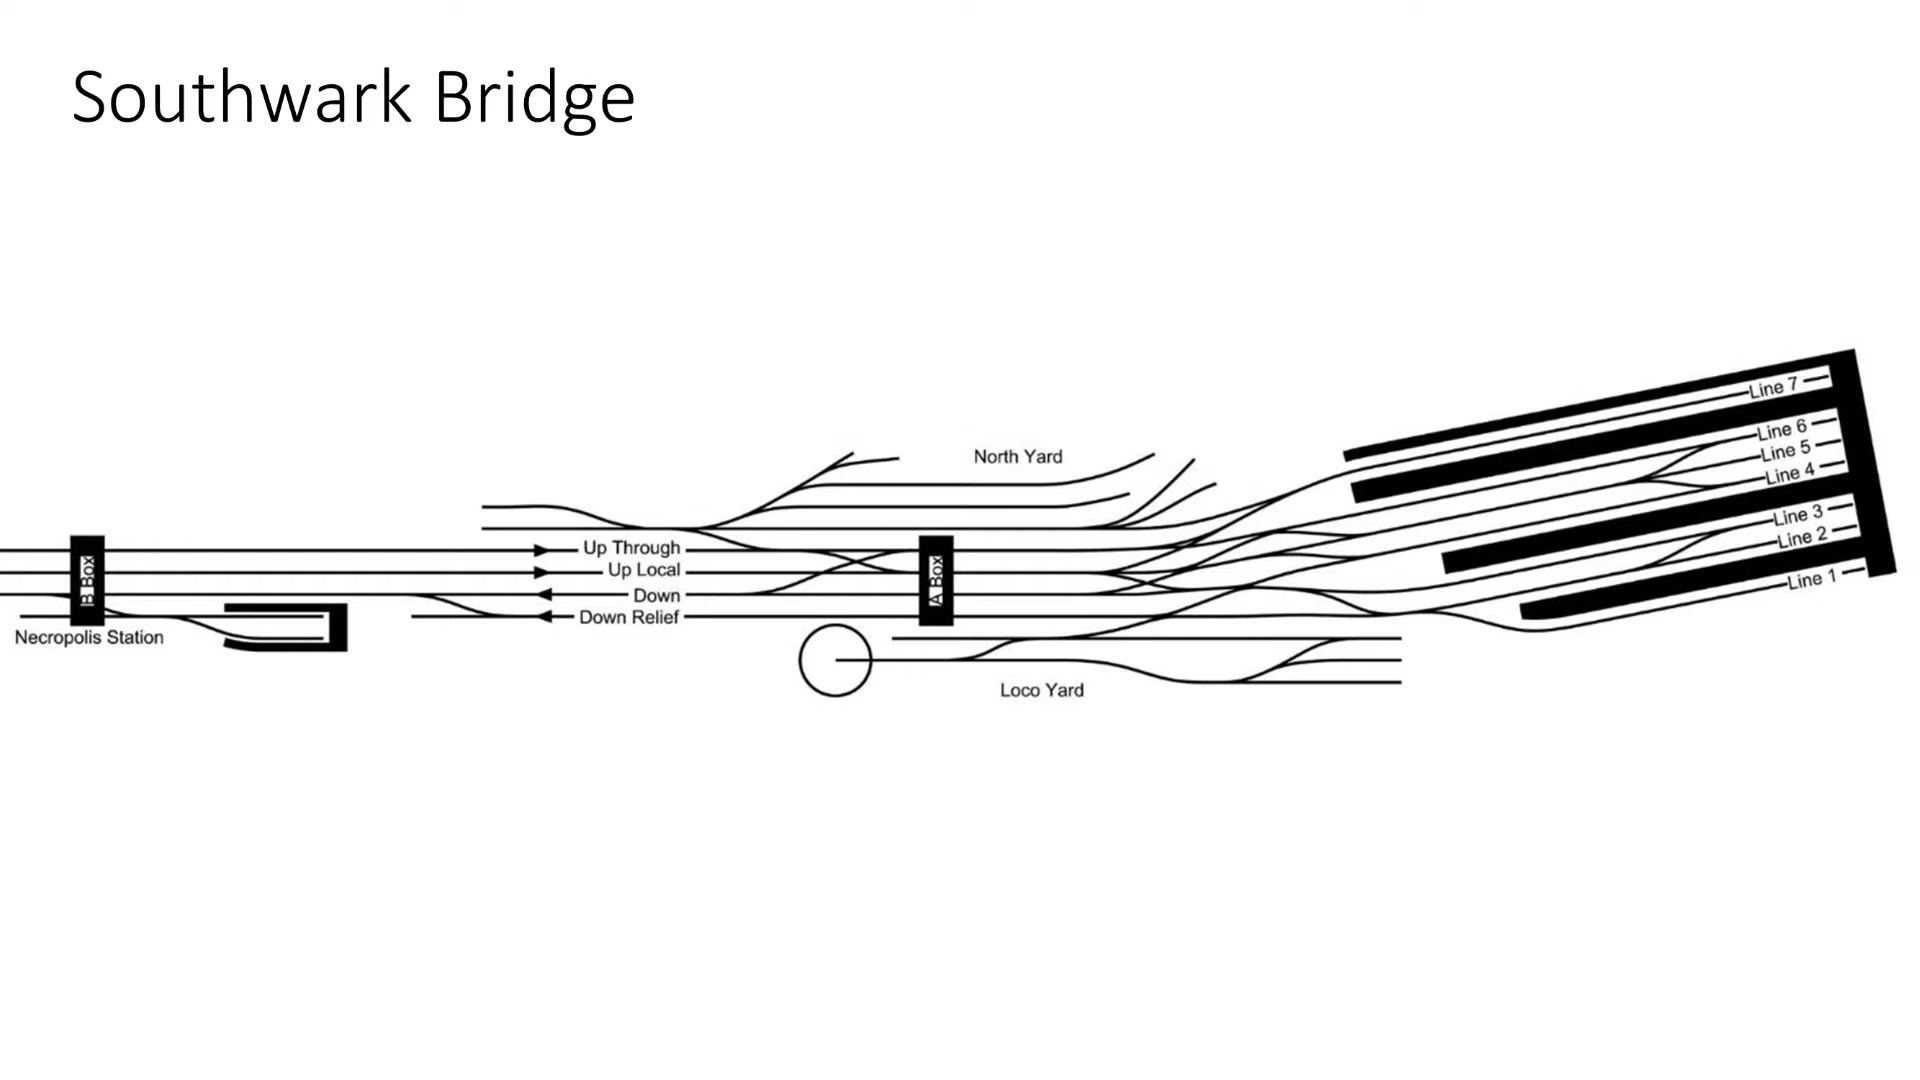 Southwark Bridge
North Yard
Line 7
Line 6
Line 5
Line 4
Line 3
Line 2
Line 1
B Box
Up Through
Up Local
Down
Down Relief
A Box
Necropolis Station
Loco Yard